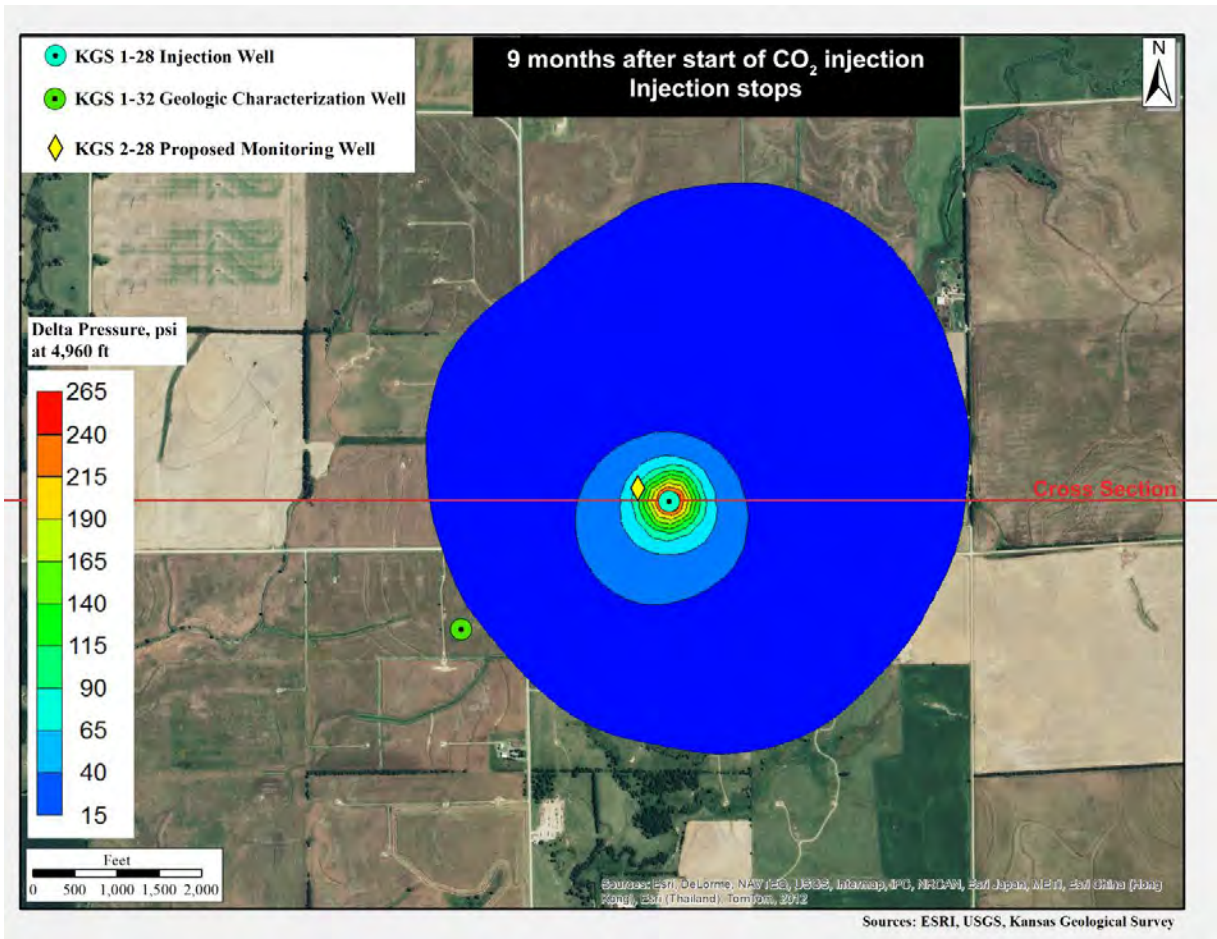 KGS 1-28 Injection Well
KGS 1-32 Geologic Characterization Well
KGS 2-28 Proposed Monitoring Well
9 months after start of CO₂ injection
Injection stops
N
Delta Pressure, psi
at 4,960 ft
265
240
215
190
165
140
115
90
65
40
15
Cross Section
Feet
0 500 1,000 1,500 2,000
Sources: Esri, DeLorme, NAVTEQ, USGS, Intermap, iPC, NRCAN, Esri Japan, METI, Esri China (Hong
Kong), Esri (Thailand), TomTom, 2012
Sources: ESRI, USGS, Kansas Geological Survey